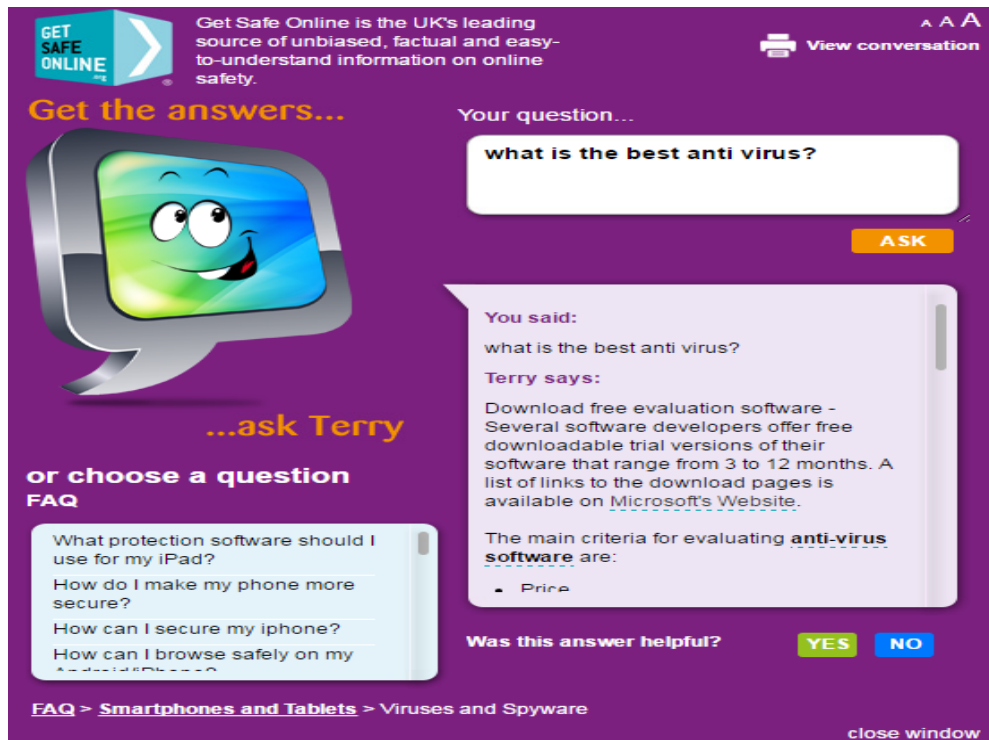 GET
SAFE
ONLINE
.org
®
Get Safe Online is the UK's leading
source of unbiased, factual and easy-
to-understand information on online
safety.
A A A
View conversation
Get the answers...
...ask Terry
Your question...
what is the best anti virus?
ASK
You said:
what is the best anti virus?
Terry says:
Download free evaluation software -
Several software developers offer free
downloadable trial versions of their
software that range from 3 to 12 months. A
list of links to the download pages is
available on Microsoft's Website.
The main criteria for evaluating anti-virus
software are:
• Price
Was this answer helpful?
YES
NO
or choose a question
FAQ
What protection software should I
use for my iPad?
How do I make my phone more
secure?
How can I secure my iphone?
How can I browse safely on my
Android/iPhone?
FAQ > Smartphones and Tablets > Viruses and Spyware
close window